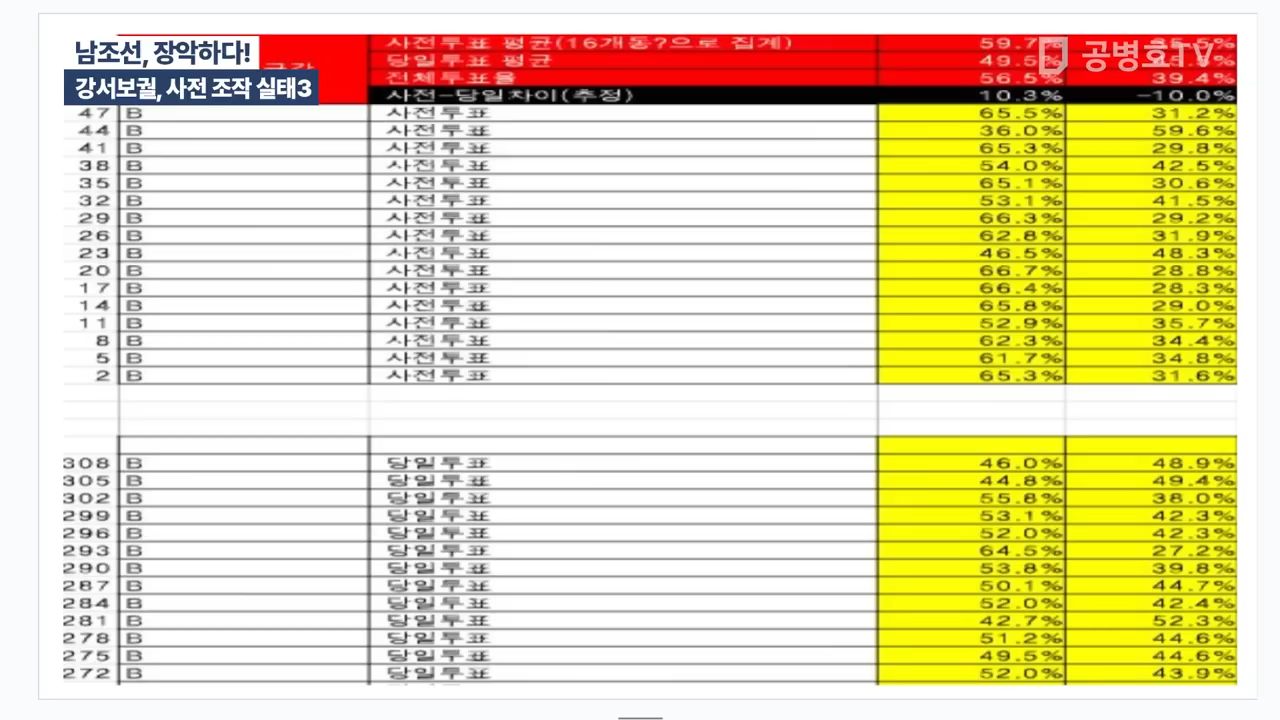 남조선, 장악하다!
강서보궐, 사전 조작 실태3
공병호TV
사전투표 평균(16개동?으로 집계) 59.7%
당일투표 평균 49.5%
전체투표율 56.5% 39.4%
사전-당일차이(추정) 10.3% -10.0%
47 B 사전투표 65.5% 31.2%
44 B 사전투표 36.0% 59.6%
41 B 사전투표 65.3% 29.8%
38 B 사전투표 54.0% 42.5%
35 B 사전투표 65.1% 30.6%
32 B 사전투표 53.1% 41.5%
29 B 사전투표 66.3% 29.2%
26 B 사전투표 62.8% 31.9%
23 B 사전투표 46.5% 48.3%
20 B 사전투표 66.7% 28.8%
17 B 사전투표 66.4% 28.3%
14 B 사전투표 65.8% 29.0%
11 B 사전투표 52.9% 35.7%
8 B 사전투표 62.3% 34.4%
5 B 사전투표 61.7% 34.8%
2 B 사전투표 65.3% 31.6%
308 B 당일투표 46.0% 48.9%
305 B 당일투표 44.8% 49.4%
302 B 당일투표 55.8% 38.0%
299 B 당일투표 53.1% 42.3%
296 B 당일투표 52.0% 42.3%
293 B 당일투표 64.5% 27.2%
290 B 당일투표 53.8% 39.8%
287 B 당일투표 50.1% 44.7%
284 B 당일투표 52.0% 42.4%
281 B 당일투표 42.7% 52.3%
278 B 당일투표 51.2% 44.6%
275 B 당일투표 49.5% 44.6%
272 B 당일투표 52.0% 43.9%